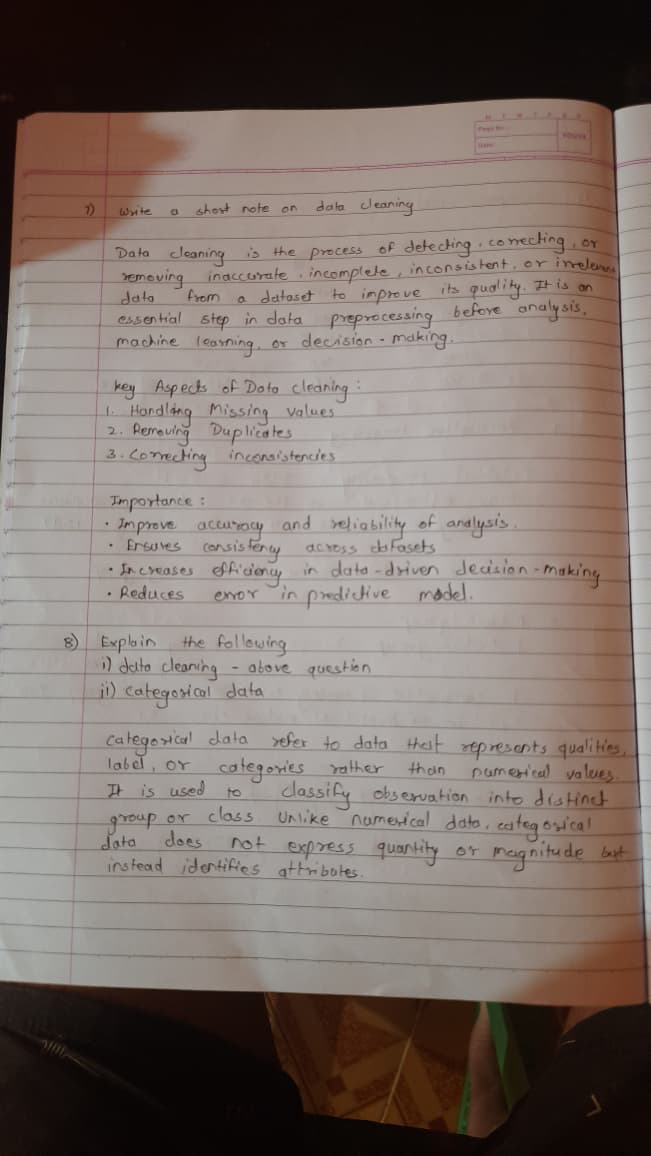 M T W T F S S
Page No.:
Date:
YOUVA
7) Write a short note on data cleaning
Data cleaning is the process of detecting, correcting, or
removing inaccurate, incomplete, inconsistent, or irrelevant
data from a dataset to improve its quality. It is an
essential step in data preprocessing before analysis,
machine learning, or decision-making.
key Aspects of Data cleaning:
1. Handling Missing values
2. Removing Duplicates
3. Correcting inconsistencies
Importance:
• Improve accuracy and reliability of analysis.
• Ensures consistency across datasets
• Increases efficiency in data-driven decision-making
• Reduces error in predictive model.
8) Explain the following
i) data cleaning - above question
ii) categorical data
categorical data refer to data that represents qualities,
label, or categories rather than numerical values.
It is used to classify observation into distinct
group or class Unlike numerical data, categorical
data does not express quantity or magnitude but
instead identifies attributes.